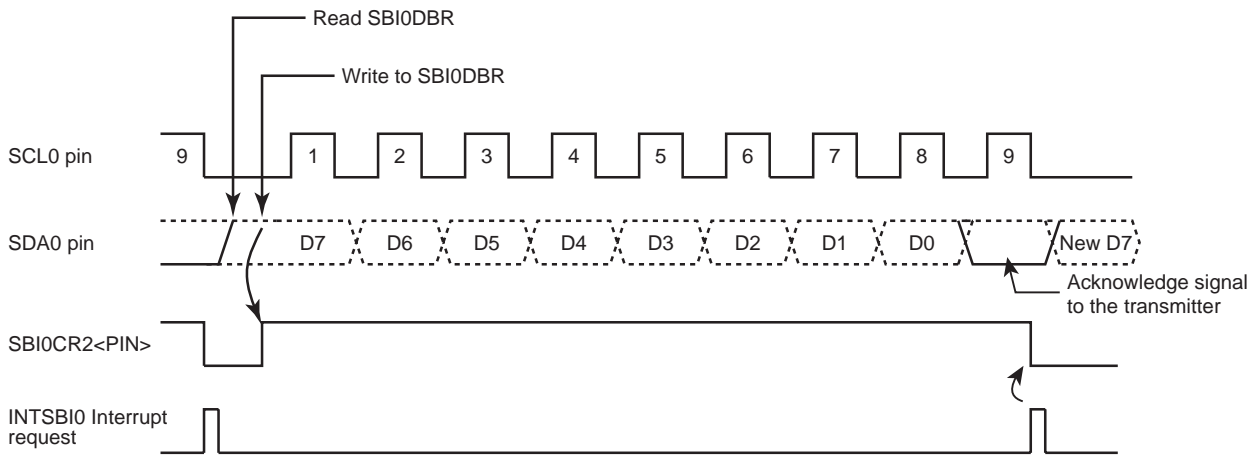 Read SBI0DBR
Write to SBI0DBR
SCL0 pin
9 1 2 3 4 5 6 7 8 9
SDA0 pin
D7 D6 D5 D4 D3 D2 D1 D0 New D7
Acknowledge signal
to the transmitter
SBI0CR2<PIN>
INTSBI0 Interrupt
request